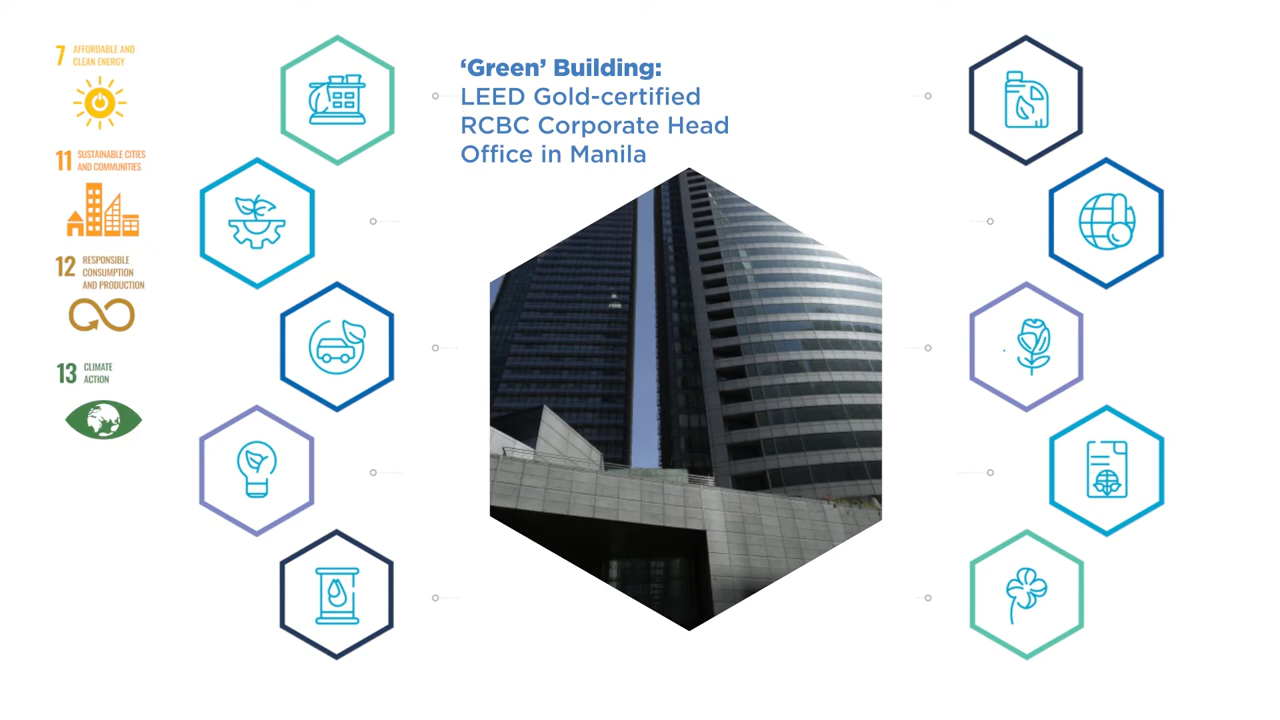 7 AFFORDABLE AND
CLEAN ENERGY
11 SUSTAINABLE CITIES
AND COMMUNITIES
12 RESPONSIBLE
CONSUMPTION
AND PRODUCTION
13 CLIMATE
ACTION
‘Green’ Building:
LEED Gold-certified
RCBC Corporate Head
Office in Manila